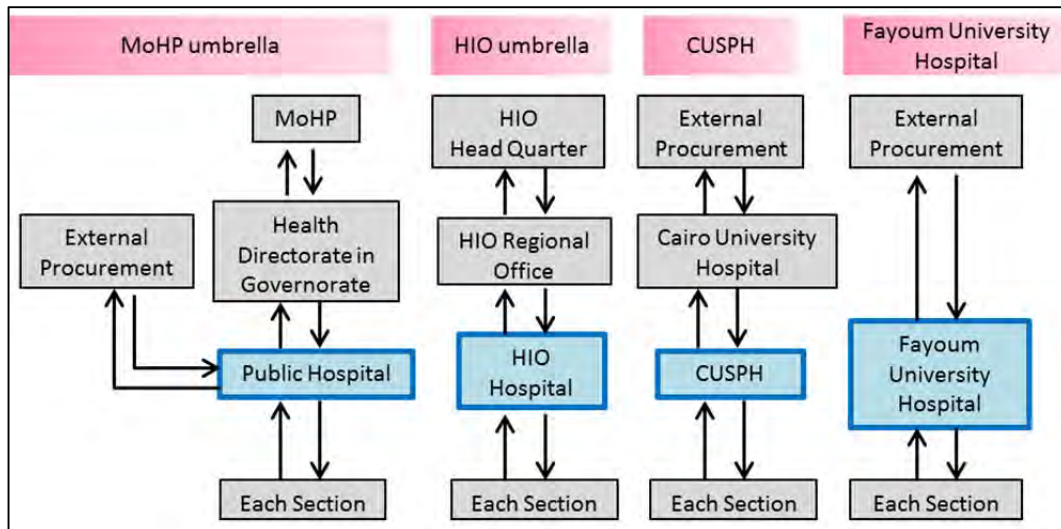 MoHP umbrella
HIO umbrella
CUSPH
Fayoum University
Hospital
MoHP
External
Procurement
Health
Directorate in
Governorate
Public Hospital
Each Section
HIO
Head Quarter
HIO Regional
Office
HIO
Hospital
Each Section
External
Procurement
Cairo University
Hospital
CUSPH
Each Section
External
Procurement
Fayoum
University
Hospital
Each Section